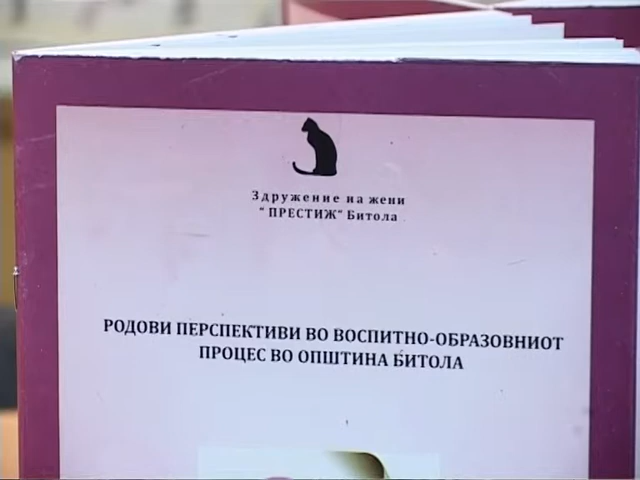 Здружение на жени
“ ПРЕСТИЖ“ Битола
РОДОВИ ПЕРСПЕКТИВИ ВО ВОСПИТНО-ОБРАЗОВНИОТ
ПРОЦЕС ВО ОПШТИНА БИТОЛА